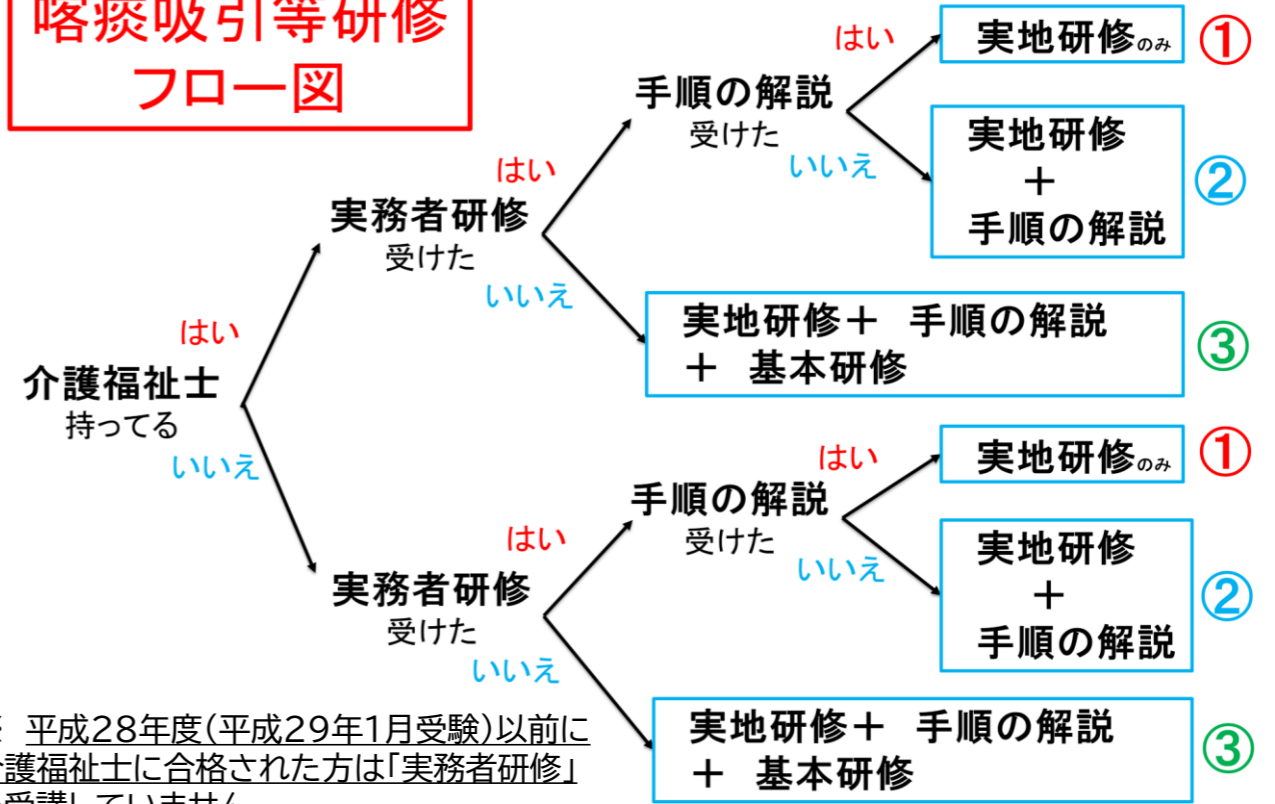 喀痰吸引等研修
フロー図
介護福祉士
持ってる
はい
いいえ
実務者研修
受けた
はい
いいえ
手順の解説
受けた
はい
いいえ
実地研修のみ
①
実地研修
＋
手順の解説
②
実地研修＋ 手順の解説
＋ 基本研修
③
実務者研修
受けた
はい
いいえ
手順の解説
受けた
はい
いいえ
実地研修のみ
①
実地研修
＋
手順の解説
②
実地研修＋ 手順の解説
＋ 基本研修
③
平成28年度(平成29年1月受験)以前に
介護福祉士に合格された方は「実務者研修」
受講していません